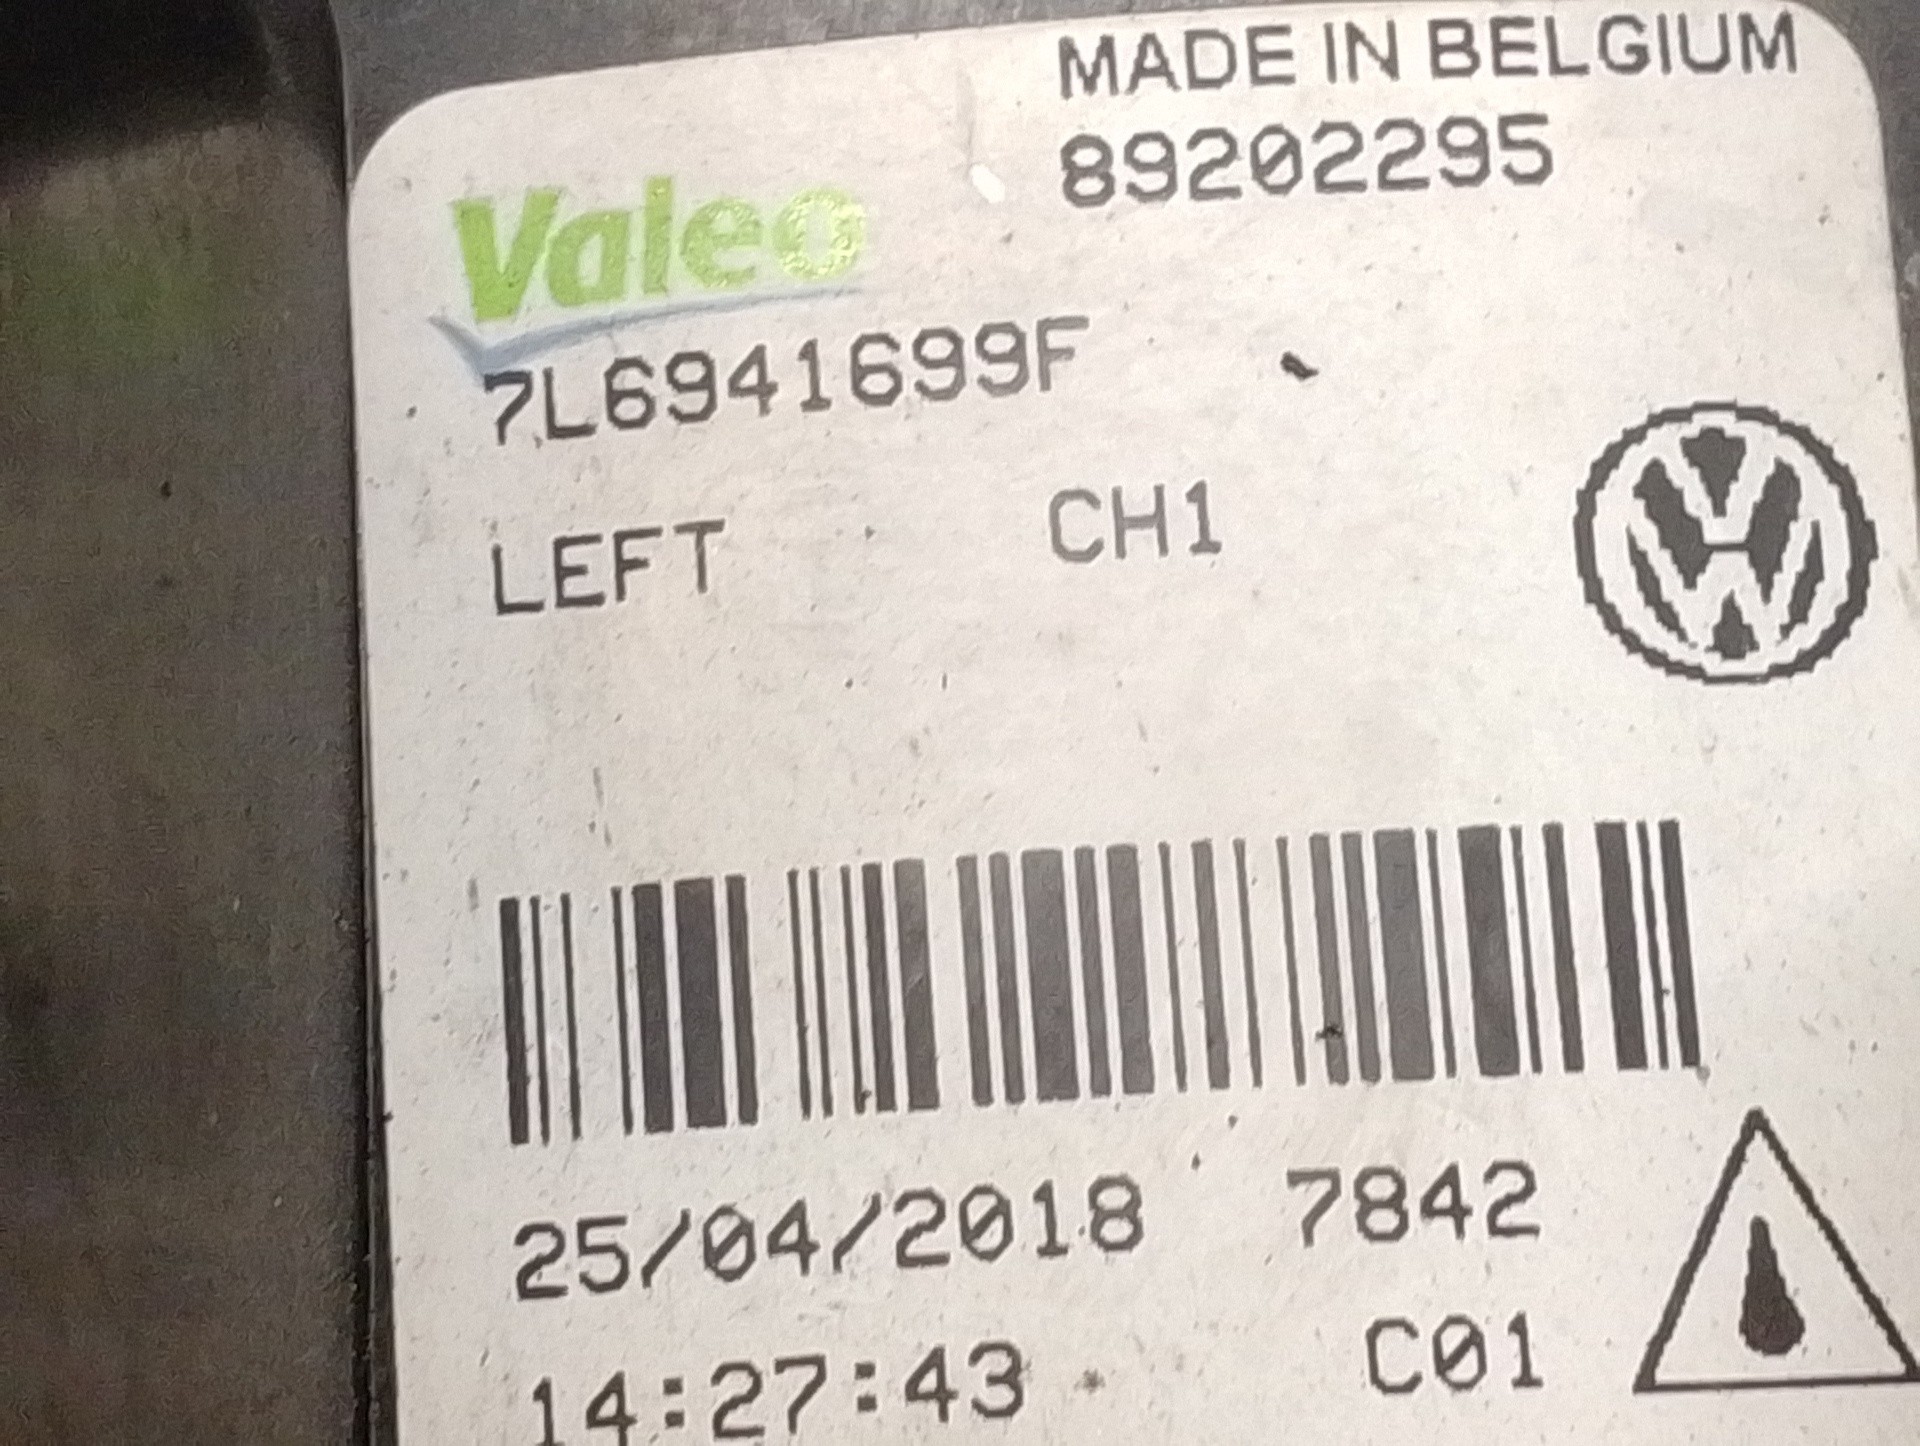 MADE IN BELGIUM
89202295
Valeo
7L6941699F
LEFT CH1
25/04/2018 7842
14:27:43 C01